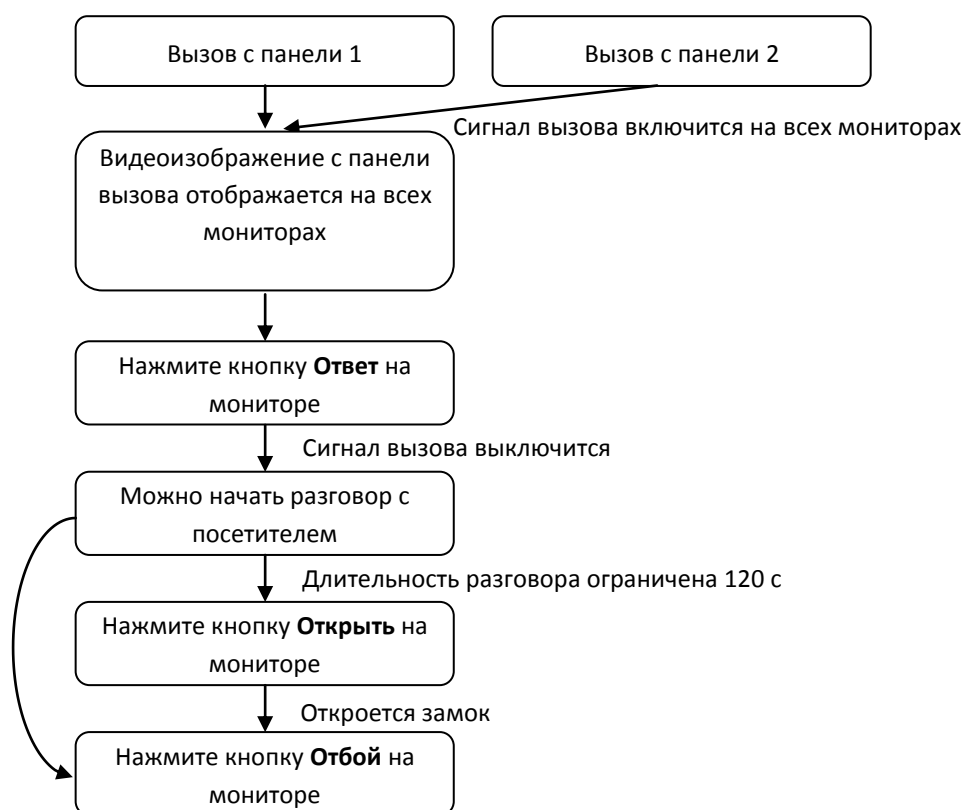 Вызов с панели 1
Вызов с панели 2
Сигнал вызова включится на всех мониторах
Видеоизображение с панели
вызова отображается на всех
мониторах
Нажмите кнопку Ответ на
мониторе
Сигнал вызова выключится
Можно начать разговор с
посетителем
Длительность разговора ограничена 120 с
Нажмите кнопку Открыть на
мониторе
Откроется замок
Нажмите кнопку Отбой на
мониторе